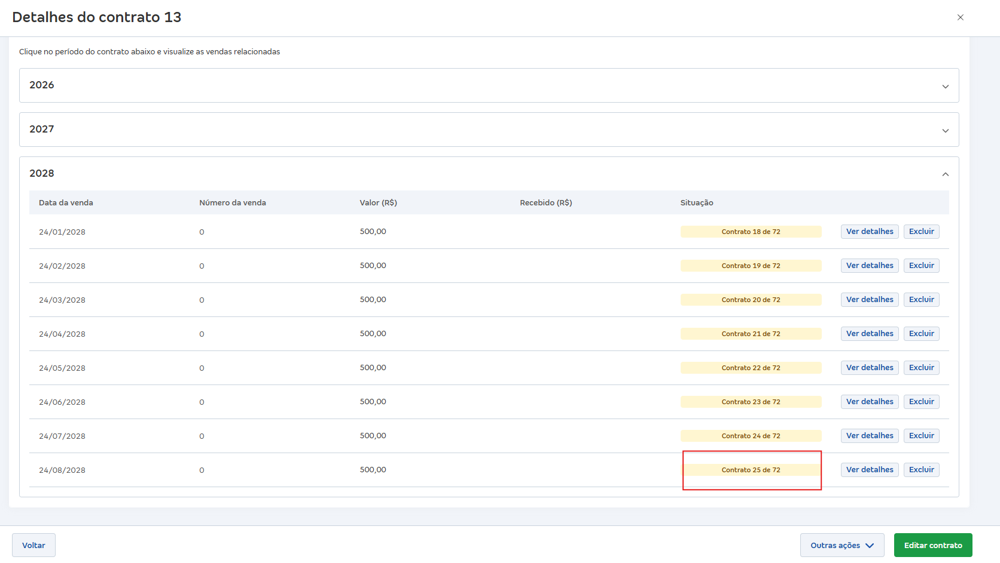 Detalhes do contrato 13
Clique no período do contrato abaixo e visualize as vendas relacionadas
2026
2027
2028
Data da venda Número da venda Valor (R$) Recebido (R$) Situação
24/01/2028 0 500,00 Contrato 18 de 72 Ver detalhes Excluir
24/02/2028 0 500,00 Contrato 19 de 72 Ver detalhes Excluir
24/03/2028 0 500,00 Contrato 20 de 72 Ver detalhes Excluir
24/04/2028 0 500,00 Contrato 21 de 72 Ver detalhes Excluir
24/05/2028 0 500,00 Contrato 22 de 72 Ver detalhes Excluir
24/06/2028 0 500,00 Contrato 23 de 72 Ver detalhes Excluir
24/07/2028 0 500,00 Contrato 24 de 72 Ver detalhes Excluir
24/08/2028 0 500,00 Contrato 25 de 72 Ver detalhes Excluir
Voltar Outras ações Editar contrato